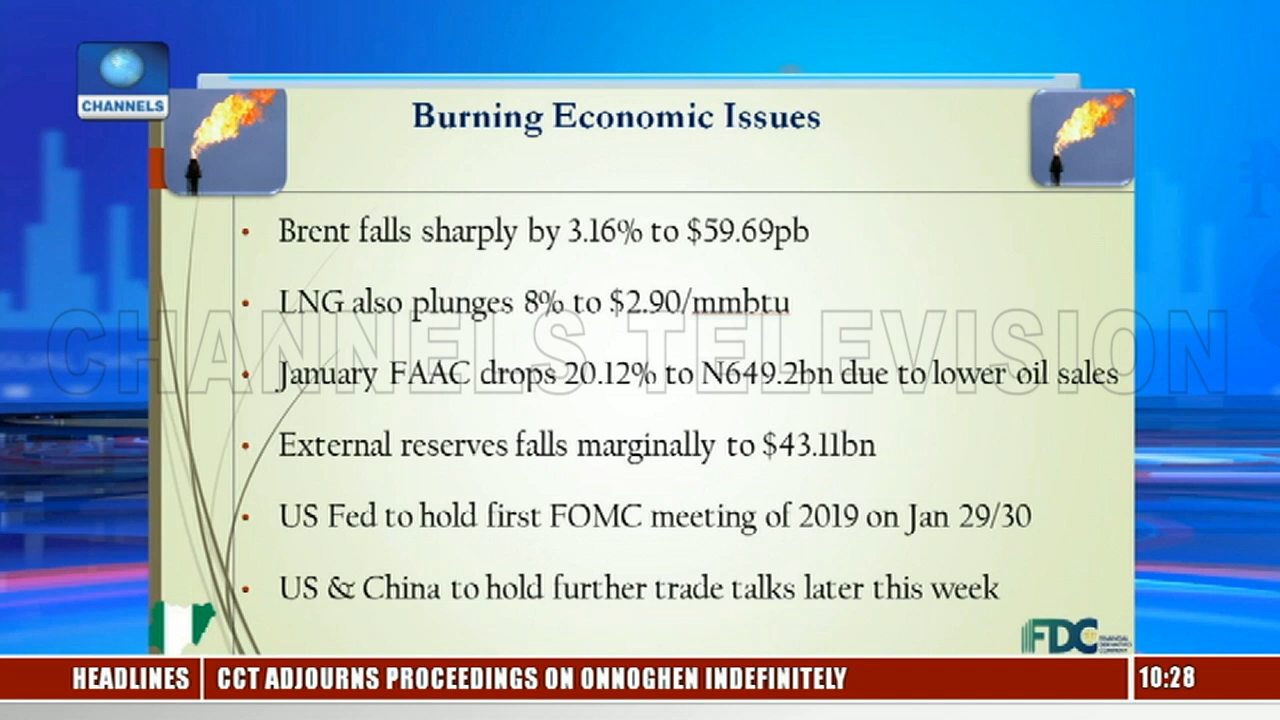 CHANNELS
Burning Economic Issues
• Brent falls sharply by 3.16% to $59.69pb
• LNG also plunges 8% to $2.90/mmbtu
CHANNELS TELEVISION
• January FAAC drops 20.12% to N649.2bn due to lower oil sales
• External reserves falls marginally to $43.11bn
• US Fed to hold first FOMC meeting of 2019 on Jan 29/30
• US & China to hold further trade talks later this week
FDC
FINANCIAL
DERIVATIVES
COMPANY
HEADLINES CCT ADJOURNS PROCEEDINGS ON ONNOGHEN INDEFINITELY 10:28